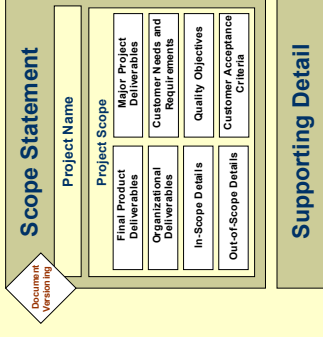 Document
Versioning
Scope Statement
Project Name
Project Scope
Final Product
Deliverables
Major Project
Deliverables
Organizational
Deliverables
Customer Needs and
Requirements
In-Scope Details
Quality Objectives
Out-of-Scope Details
Customer Acceptance
Criteria
Supporting Detail